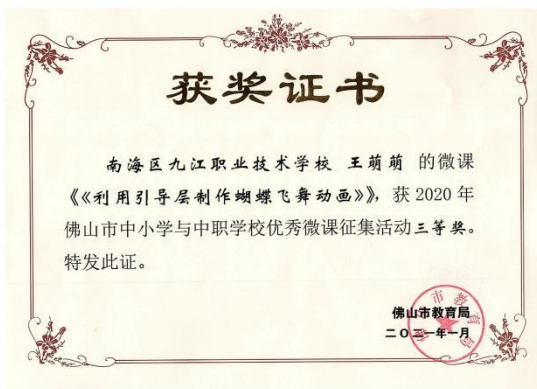 获奖证书
南海区九江职业技术学校 王萌萌 的微课
《《利用引导层制作蝴蝶飞舞动画》》，获 2020 年
佛山市中小学与中职学校优秀微课征集活动三等奖。
特发此证。
佛山市教育局
二〇二一年一月